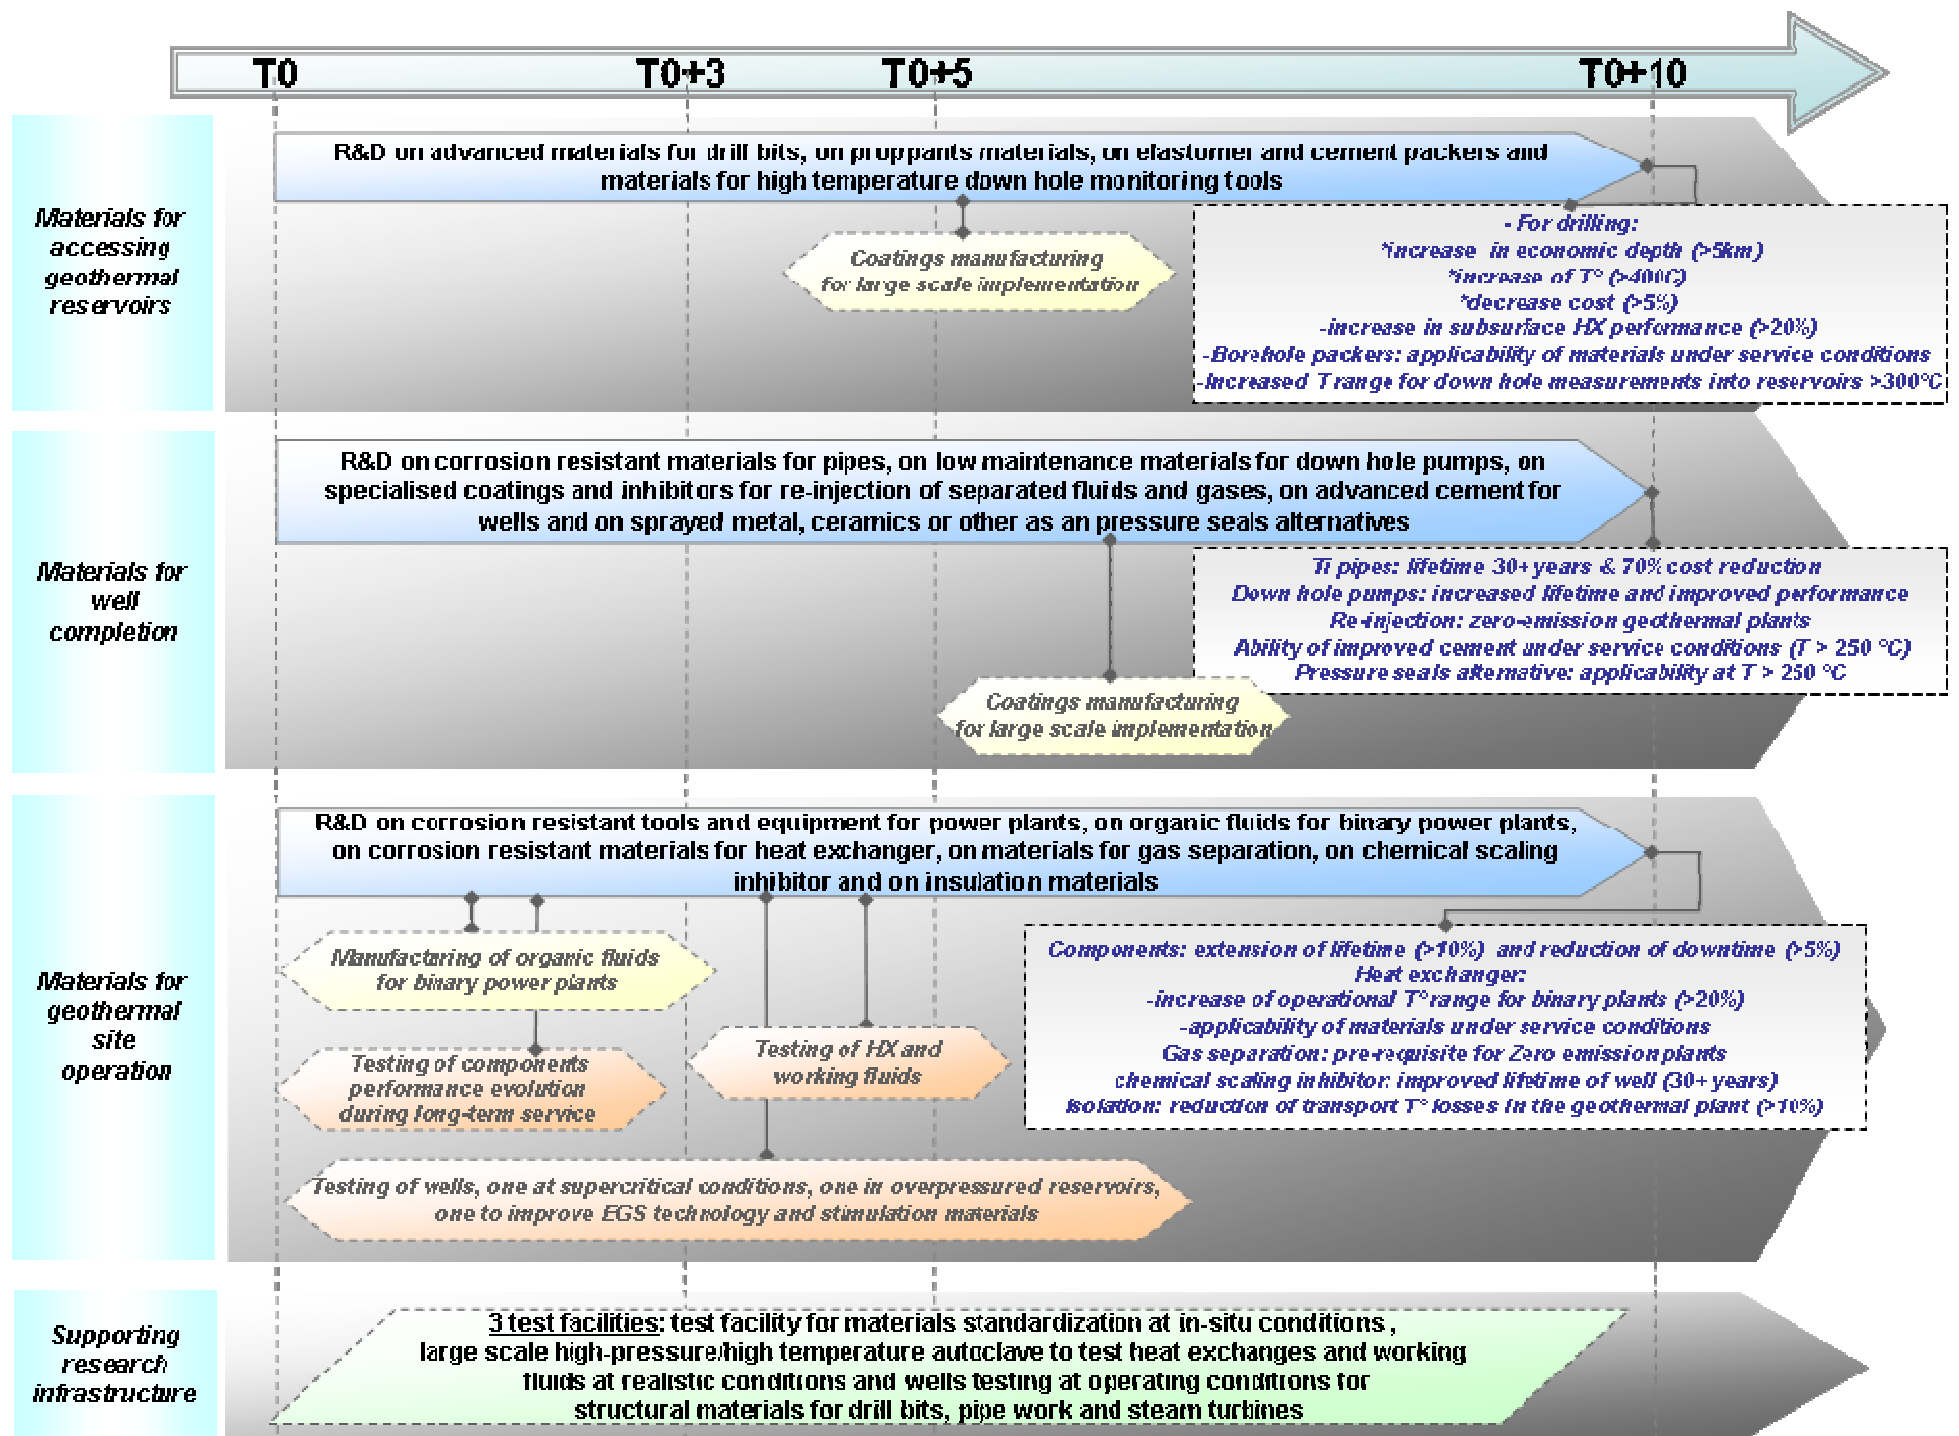 T0 T0+3 T0+5 T0+10
Materials for
accessing
geothermal
reservoirs
R&D on advanced materials for drill bits, on proppants materials, on elastomer and cement packers and
materials for high temperature down hole monitoring tools
Coatings manufacturing
for large scale implementation
- For drilling:
*increase in economic depth (>5km)
*increase of T° (>400C)
*decrease cost (>5%)
-increase in subsurface HX performance (>20%)
-Borehole packers: applicability of materials under service conditions
-Increased T range for down hole measurements into reservoirs >300°C
Materials for
well
completion
R&D on corrosion resistant materials for pipes, on low maintenance materials for down hole pumps, on
specialised coatings and inhibitors for re-injection of separated fluids and gases, on advanced cement for
wells and on sprayed metal, ceramics or other as an pressure seals alternatives
Ti pipes: lifetime 30+ years & 70% cost reduction
Down hole pumps: increased lifetime and improved performance
Re-injection: zero-emission geothermal plants
Ability of improved cement under service conditions (T > 250 °C)
Pressure seals alternative: applicability at T > 250 °C
Coatings manufacturing
for large scale implementation
Materials for
geothermal
site
operation
R&D on corrosion resistant tools and equipment for power plants, on organic fluids for binary power plants,
on corrosion resistant materials for heat exchanger, on materials for gas separation, on chemical scaling
inhibitor and on insulation materials
Manufacturing of organic fluids
for binary power plants
Testing of components
performance evolution
during long-term service
Testing of HX and
working fluids
Testing of wells, one at supercritical conditions, one in overpressured reservoirs,
one to improve EGS technology and stimulation materials
Components: extension of lifetime (>10%) and reduction of downtime (>5%)
Heat exchanger:
-increase of operational T° range for binary plants (>20%)
-applicability of materials under service conditions
Gas separation: pre-requisite for Zero emission plants
chemical scaling inhibitor: improved lifetime of well (30+ years)
Isolation: reduction of transport T° losses in the geothermal plant (>10%)
Supporting
research
infrastructure
3 test facilities: test facility for materials standardization at in-situ conditions ,
large scale high-pressure/high temperature autoclave to test heat exchanges and working
fluids at realistic conditions and wells testing at operating conditions for
structural materials for drill bits, pipe work and steam turbines